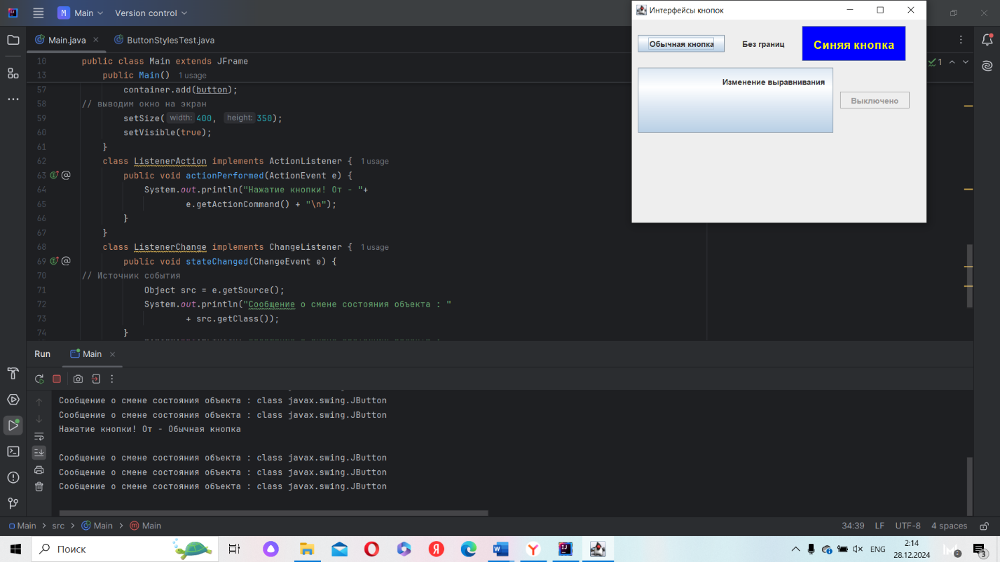 M Main Version control
Интерфейсы кнопок
Main.java ButtonStylesTest.java
Обычная кнопка Без границ Синяя кнопка
Изменение выравнивания
Выключено
1
10 public class Main extends JFrame
13 public Main() 1 usage
57 container.add(button);
58 // выводим окно на экран
59 setSize( width: 400, height: 350);
60 setVisible(true);
61 }
62 class ListenerAction implements ActionListener { 1 usage
63 @ public void actionPerformed(ActionEvent e) {
64 System.out.println("Нажатие кнопки! От - "+
65 e.getActionCommand() + "\n");
66 }
67 }
68 class ListenerChange implements ChangeListener { 1 usage
69 @ public void stateChanged(ChangeEvent e) {
70 // Источник события
71 Object src = e.getSource();
72 System.out.println("Сообщение о смене состояния объекта : "
73 + src.getClass());
74 }
Run Main
Сообщение о смене состояния объекта : class javax.swing.JButton
Сообщение о смене состояния объекта : class javax.swing.JButton
Нажатие кнопки! От - Обычная кнопка
Сообщение о смене состояния объекта : class javax.swing.JButton
Сообщение о смене состояния объекта : class javax.swing.JButton
Сообщение о смене состояния объекта : class javax.swing.JButton
Main > src > Main > Main 34:39 LF UTF-8 4 spaces
Поиск ENG 2:14
28.12.2024 3